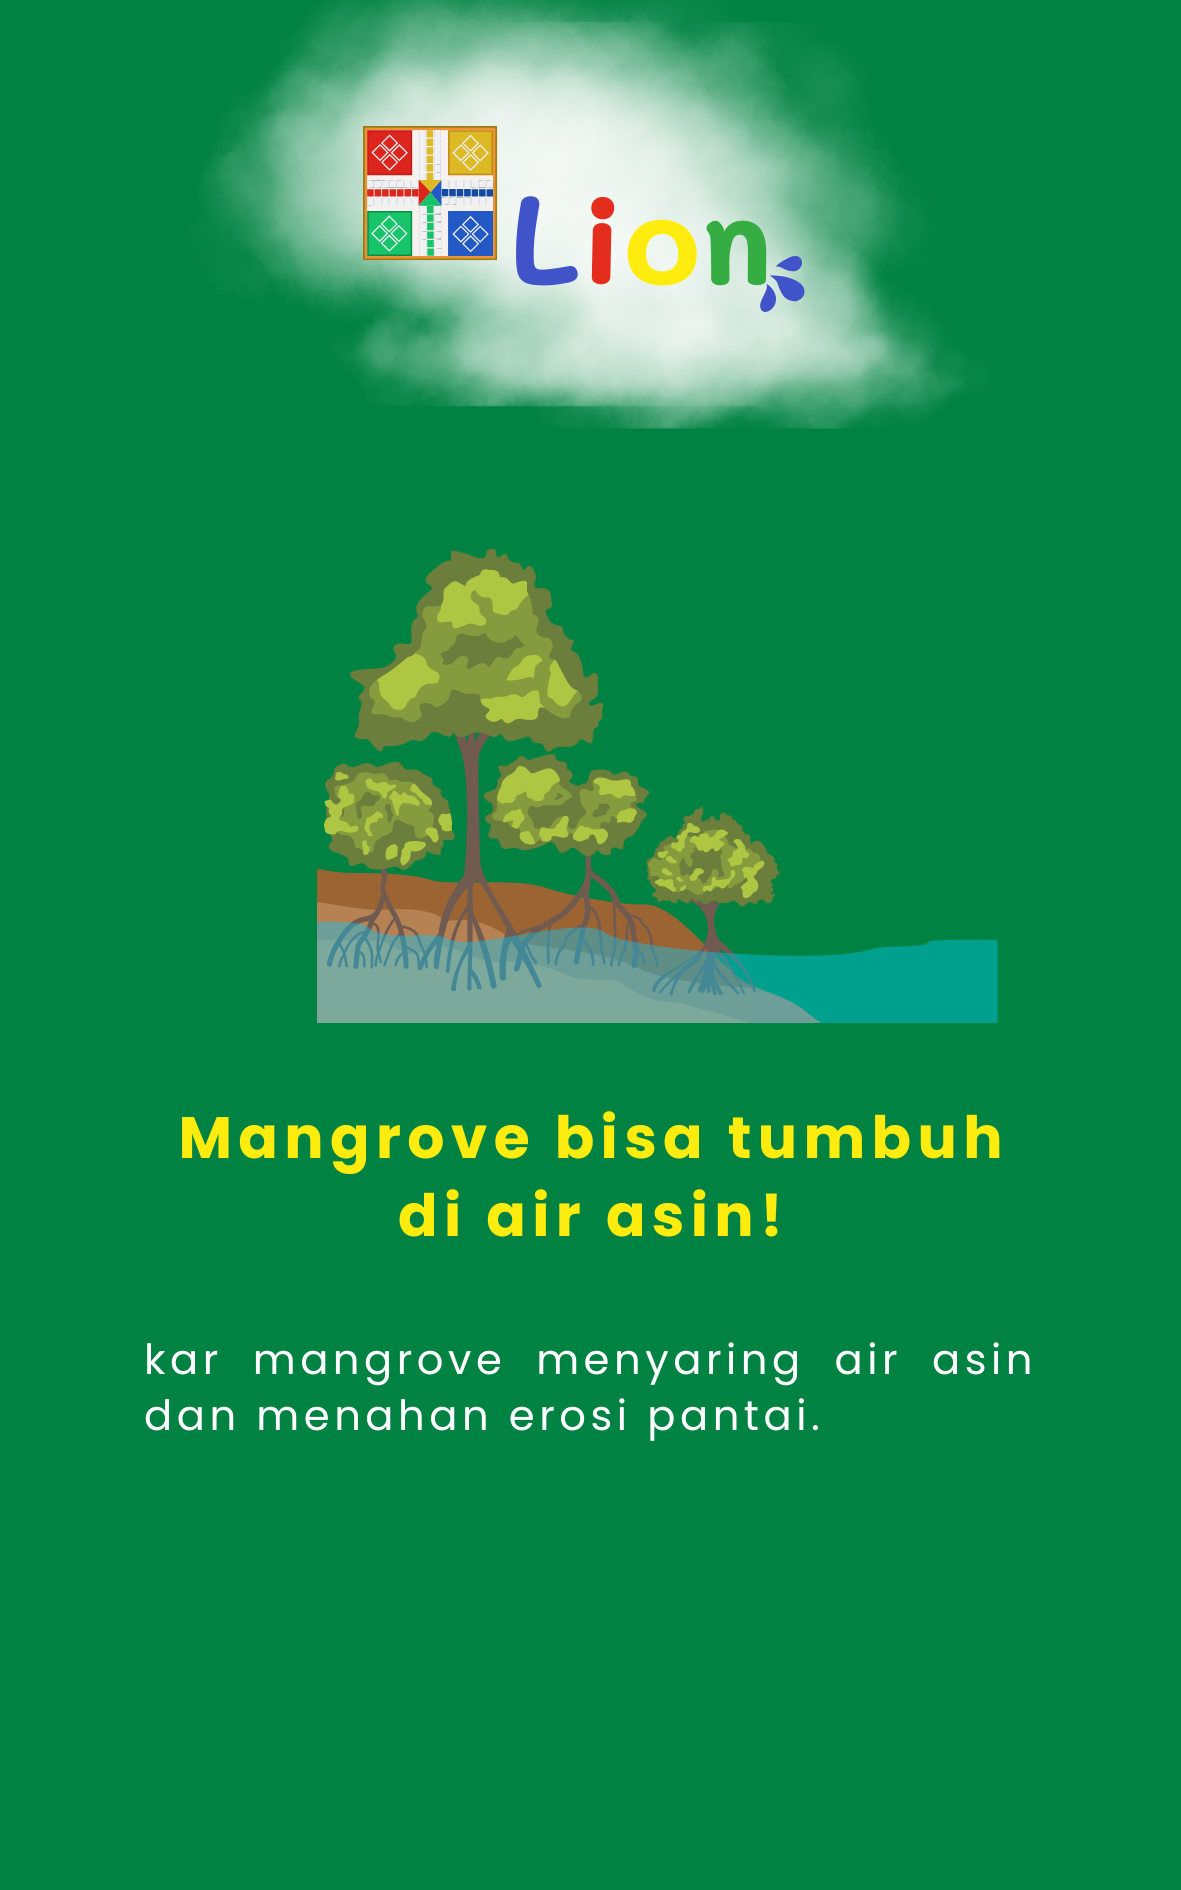 Lion
Mangrove bisa tumbuh
di air asin!
kar mangrove menyaring air asin
dan menahan erosi pantai.